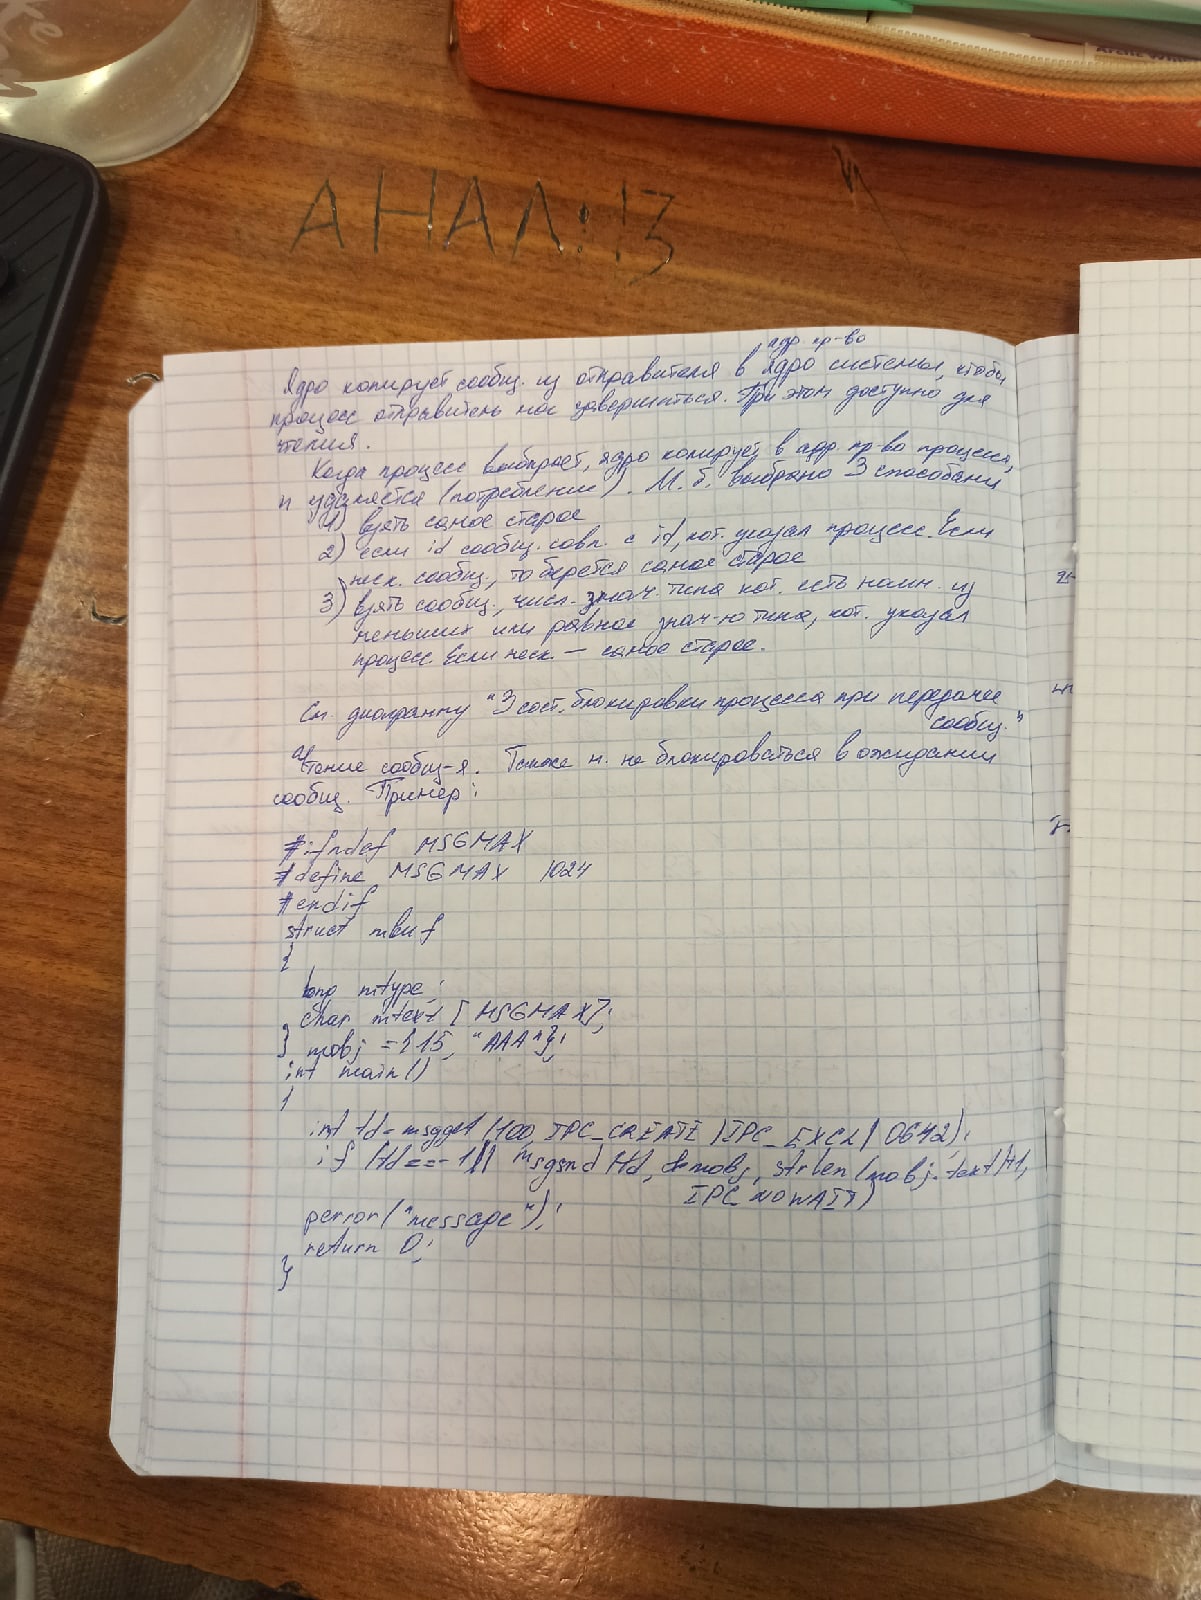 АНАЛ:13
адр. пр-во
Ядро копирует сообщ. из отправителя в ядро системы, чтобы
процесс отправитель мог завершиться. При этом доступно для
чтения.
Когда процесс выбирает, ядро копирует в адр. пр-во процесса,
и удаляется (потребление). М.б. выбрано 3 способами
1) взять самое старое
2) если id сообщ. совп. с id, кот. указал процесс. Если
неск. сообщ., то берется самое старое
3) взять сообщ., числ. знач. типа кот. есть наим. из
меньших или равное знач-ю типа, кот. указал
процесс. Если неск. — самое старое.
См. диаграмму "3 сост. блокировки процесса при передаче
сообщ."
Чтение сообщ-я. Также м. не блокироваться в ожидании
сообщ. Пример:
#ifndef MSGMAX
#define MSGMAX 1024
#endif
struct mbuf
{
long mtype;
char mtext [MSGMAX];
} mobj = {15, "AAA"};
int main()
{
int fd = msgget (100, IPC_CREATE | IPC_EXCL | 0642);
if (fd == -1 || msgsnd (fd, &mobj, strlen (mobj.text)+1,
IPC_NOWAIT)
perror("message");
return 0;
}